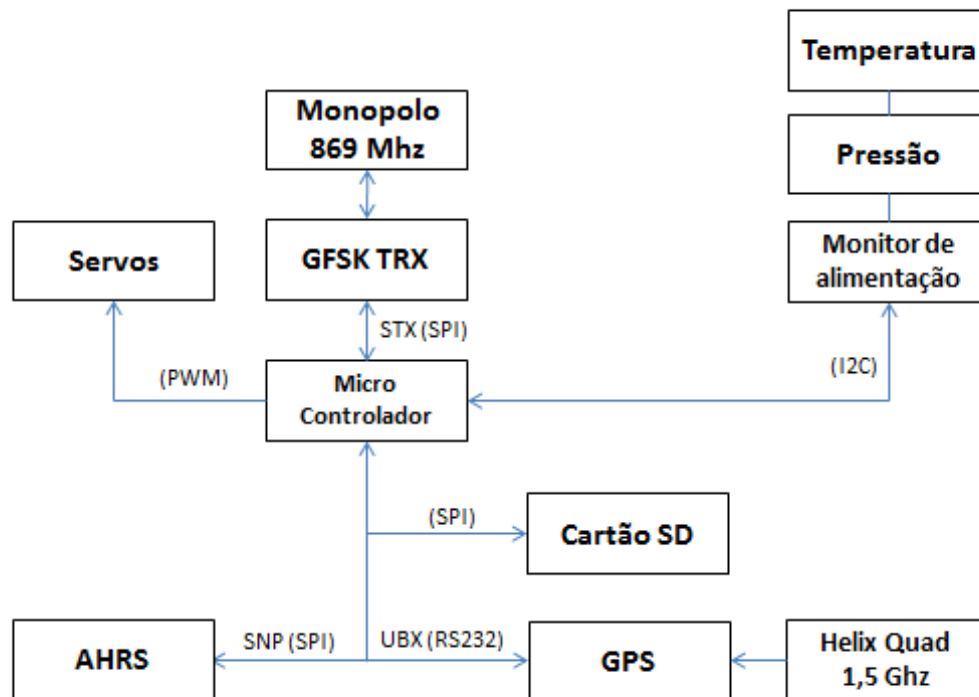 Temperatura
Monopolo
869 Mhz
Pressão
Servos
GFSK TRX
Monitor de
alimentação
STX (SPI)
(PWM)
(I2C)
Micro
Controlador
(SPI)
Cartão SD
AHRS
SNP (SPI)
UBX (RS232)
GPS
Helix Quad
1,5 Ghz